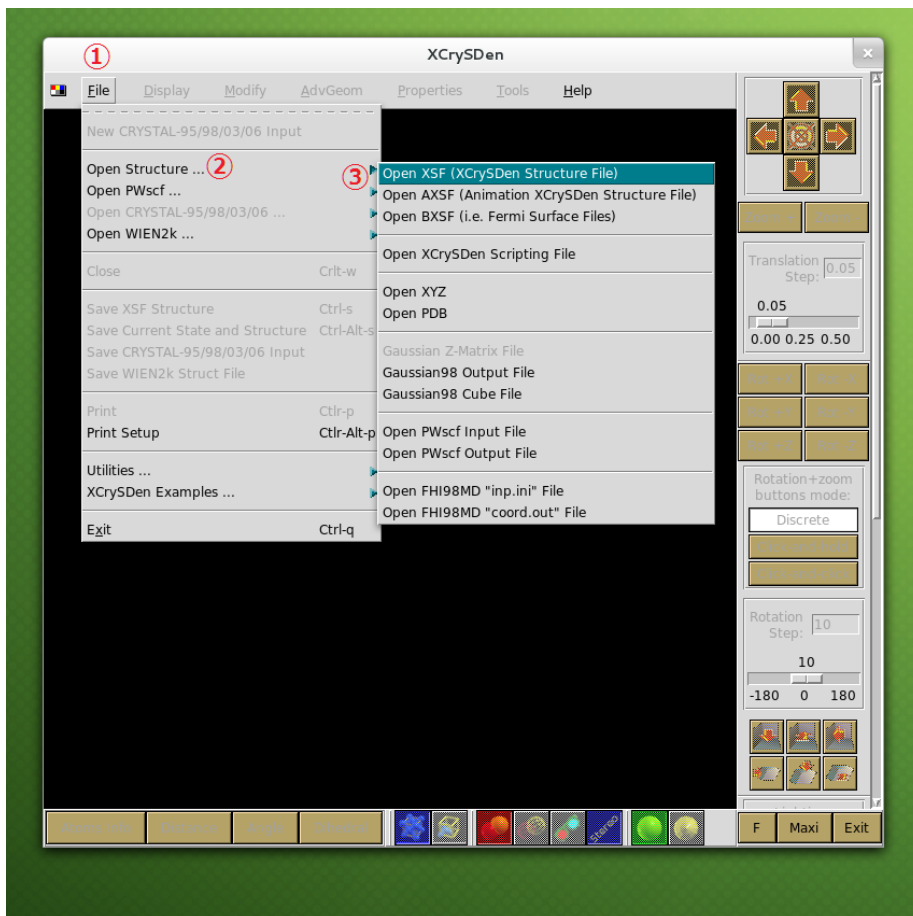 ①
XCrySDen
File Display Modify AdvGeom Properties Tools Help
New CRYSTAL-95/98/03/06 Input
Open Structure ... ②
Open PWscf ...
Open CRYSTAL-95/98/03/06 ...
Open WIEN2k ...
Close Crlt-w
Save XSF Structure Ctrl-s
Save Current State and Structure Ctrl-Alt-s
Save CRYSTAL-95/98/03/06 Input
Save WIEN2k Struct File
Print Ctlr-p
Print Setup Ctlr-Alt-p
Utilities ...
XCrySDen Examples ...
Exit Ctrl-q
③
Open XSF (XCrySDen Structure File)
Open AXSF (Animation XCrySDen Structure File)
Open BXSF (i.e. Fermi Surface Files)
Open XCrySDen Scripting File
Open XYZ
Open PDB
Gaussian Z-Matrix File
Gaussian98 Output File
Gaussian98 Cube File
Open PWscf Input File
Open PWscf Output File
Open FHI98MD "inp.ini" File
Open FHI98MD "coord.out" File
Translation
Step: 0.05
0.05
0.00 0.25 0.50
Rotation+zoom
buttons mode:
Discrete
Rotation
Step: 10
10
-180 0 180
Stereo
F Maxi Exit